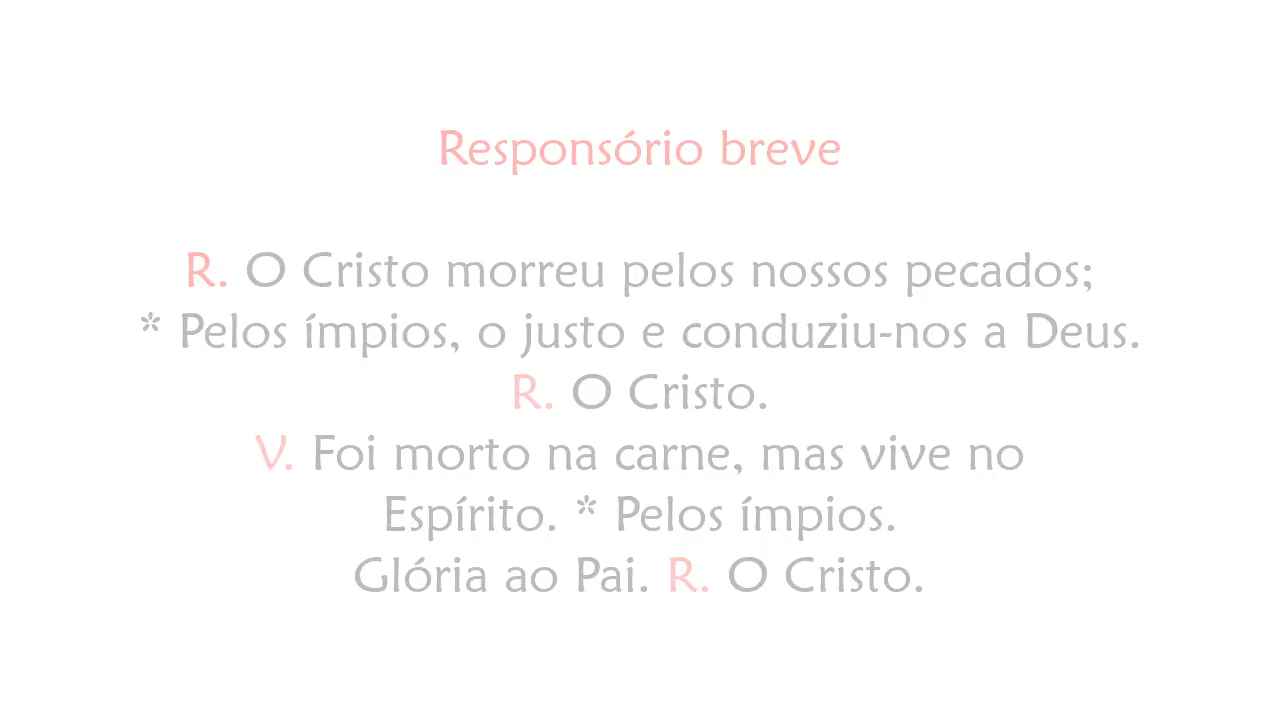 Responsório breve
R. O Cristo morreu pelos nossos pecados;
* Pelos ímpios, o justo e conduziu-nos a Deus.
R. O Cristo.
V. Foi morto na carne, mas vive no
Espírito. * Pelos ímpios.
Glória ao Pai. R. O Cristo.